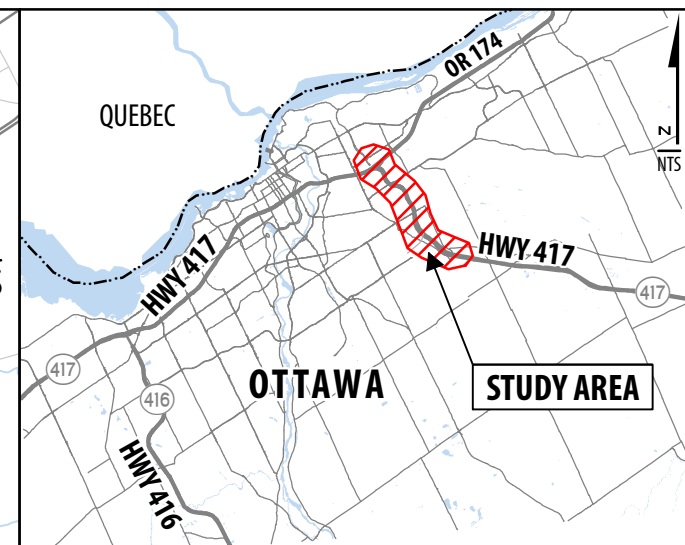 OR 174
QUEBEC
N
NTS
HWY 417
HWY 417
417
417
OTTAWA
STUDY AREA
416
HWY 416